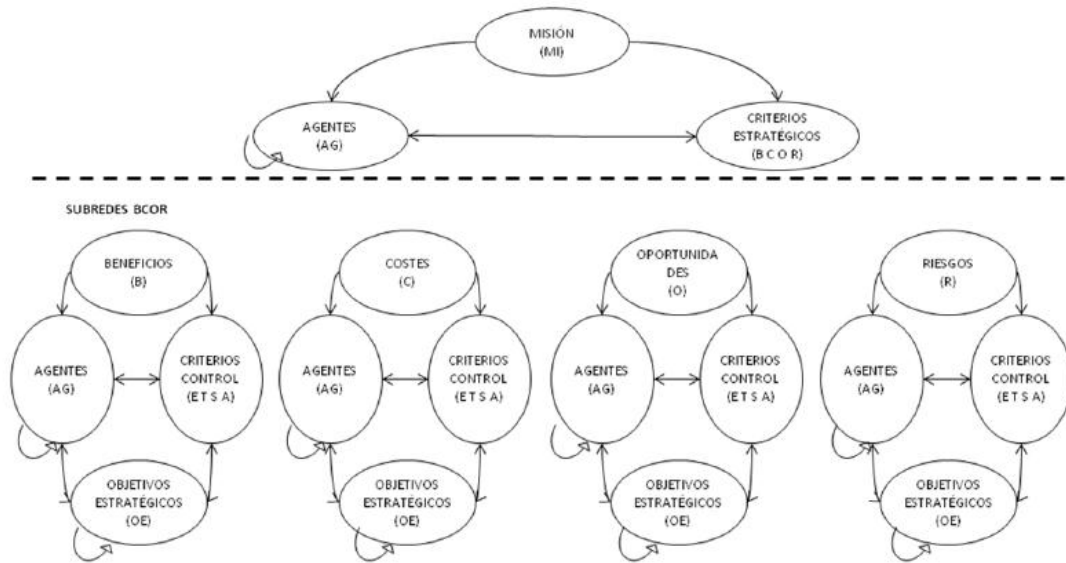 MISIÓN
(MI)
AGENTES
(AG)
CRITERIOS
ESTRATÉGICOS
(B C O R)
SUBREDES BCOR
BENEFICIOS
(B)
AGENTES
(AG)
CRITERIOS
CONTROL
(E T S A)
OBJETIVOS
ESTRATÉGICOS
(OE)
COSTES
(C)
AGENTES
(AG)
CRITERIOS
CONTROL
(E T S A)
OBJETIVOS
ESTRATÉGICOS
(OE)
OPORTUNIDA
DES
(O)
AGENTES
(AG)
CRITERIOS
CONTROL
(E T S A)
OBJETIVOS
ESTRATÉGICOS
(OE)
RIESGOS
(R)
AGENTES
(AG)
CRITERIOS
CONTROL
(E T S A)
OBJETIVOS
ESTRATÉGICOS
(OE)